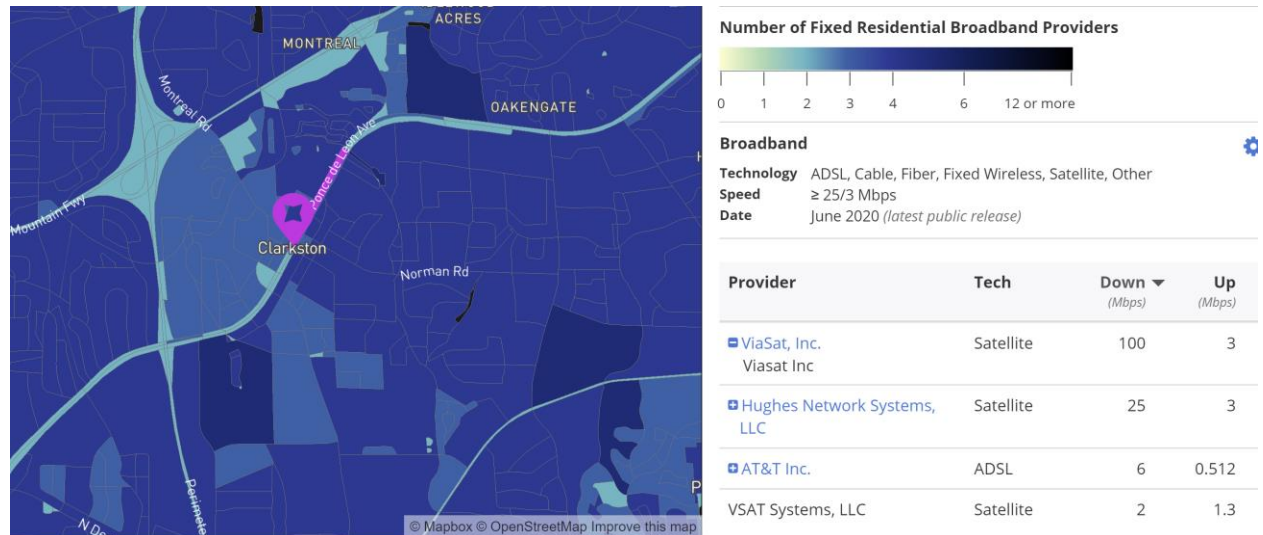 ACRES
MONTREAL
Montreal Rd
OAKENGATE
Ponce de Leon Ave
Mountain Fwy
Clarkston
Norman Rd
Perimete
N De
P
© Mapbox © OpenStreetMap Improve this map
Number of Fixed Residential Broadband Providers
0 1 2 3 4 6 12 or more
Broadband
Technology ADSL, Cable, Fiber, Fixed Wireless, Satellite, Other
Speed ≥ 25/3 Mbps
Date June 2020 (latest public release)
Provider Tech Down ▼ Up
(Mbps) (Mbps)
ViaSat, Inc. Satellite 100 3
Viasat Inc
Hughes Network Systems, Satellite 25 3
LLC
AT&T Inc. ADSL 6 0.512
VSAT Systems, LLC Satellite 2 1.3